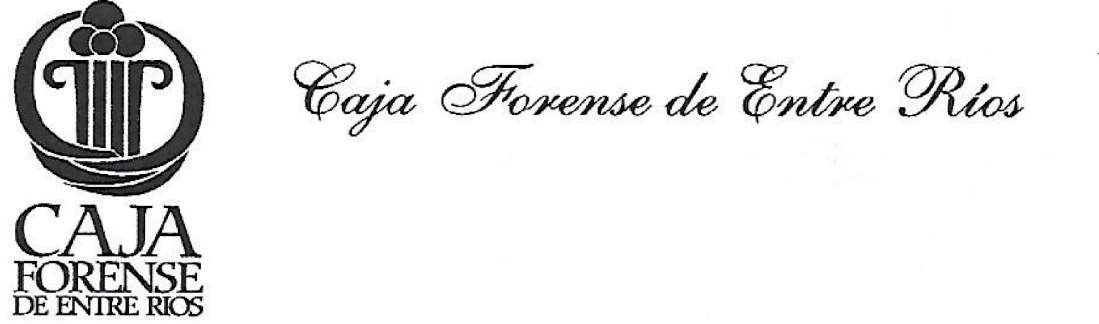 Caja Forense de Entre Ríos
CAJA
FORENSE
DE ENTRE RIOS